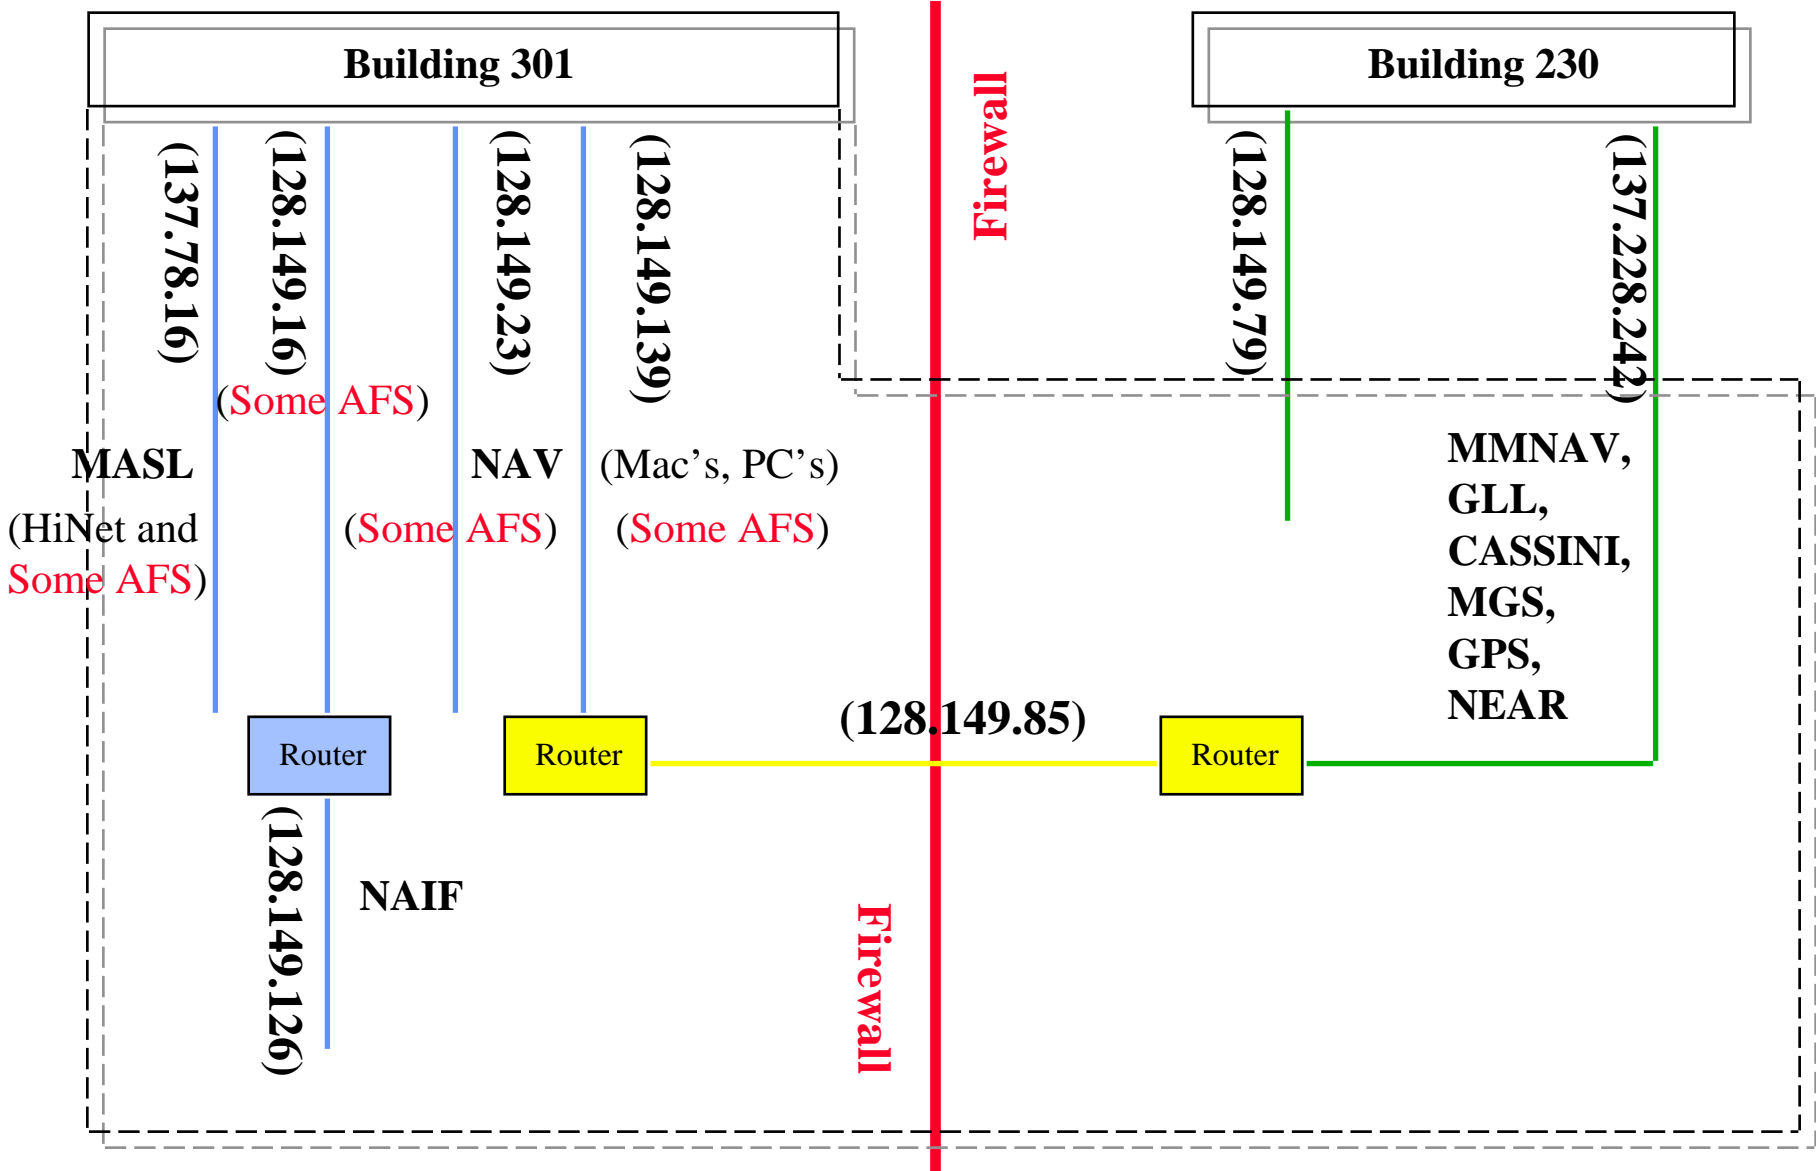 Building 301
Building 230
Firewall
(137.78.16)
(128.149.16)
(128.149.23)
(128.149.139)
(128.149.79)
(137.228.242)
(Some AFS)
MASL
(HiNet and
Some AFS)
NAV
(Some AFS)
(Mac’s, PC’s)
(Some AFS)
MMNAV,
GLL,
CASSINI,
MGS,
GPS,
NEAR
(128.149.85)
Router
Router
Router
(128.149.126)
NAIF
Firewall